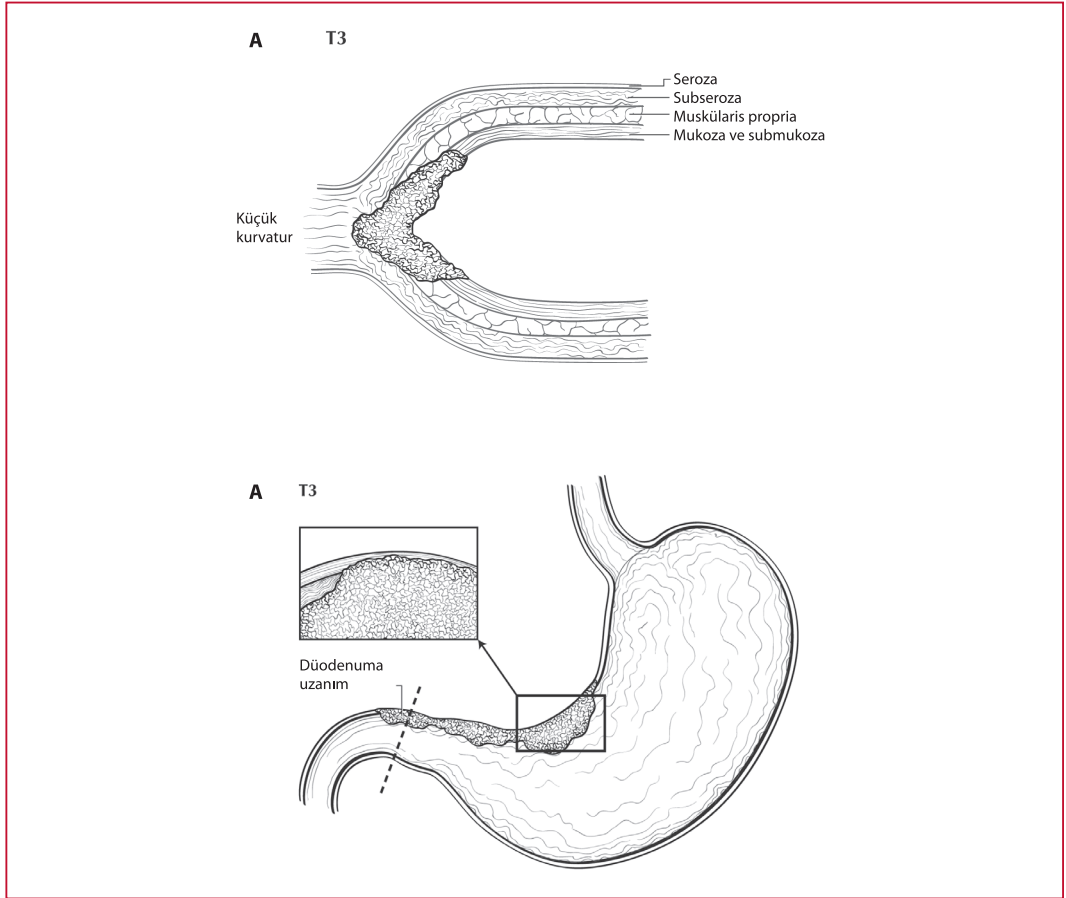 A T3
Seroza
Subseroza
Muskülaris propria
Mukoza ve submukoza
Küçük
kurvatur
A T3
Düodenuma
uzanım